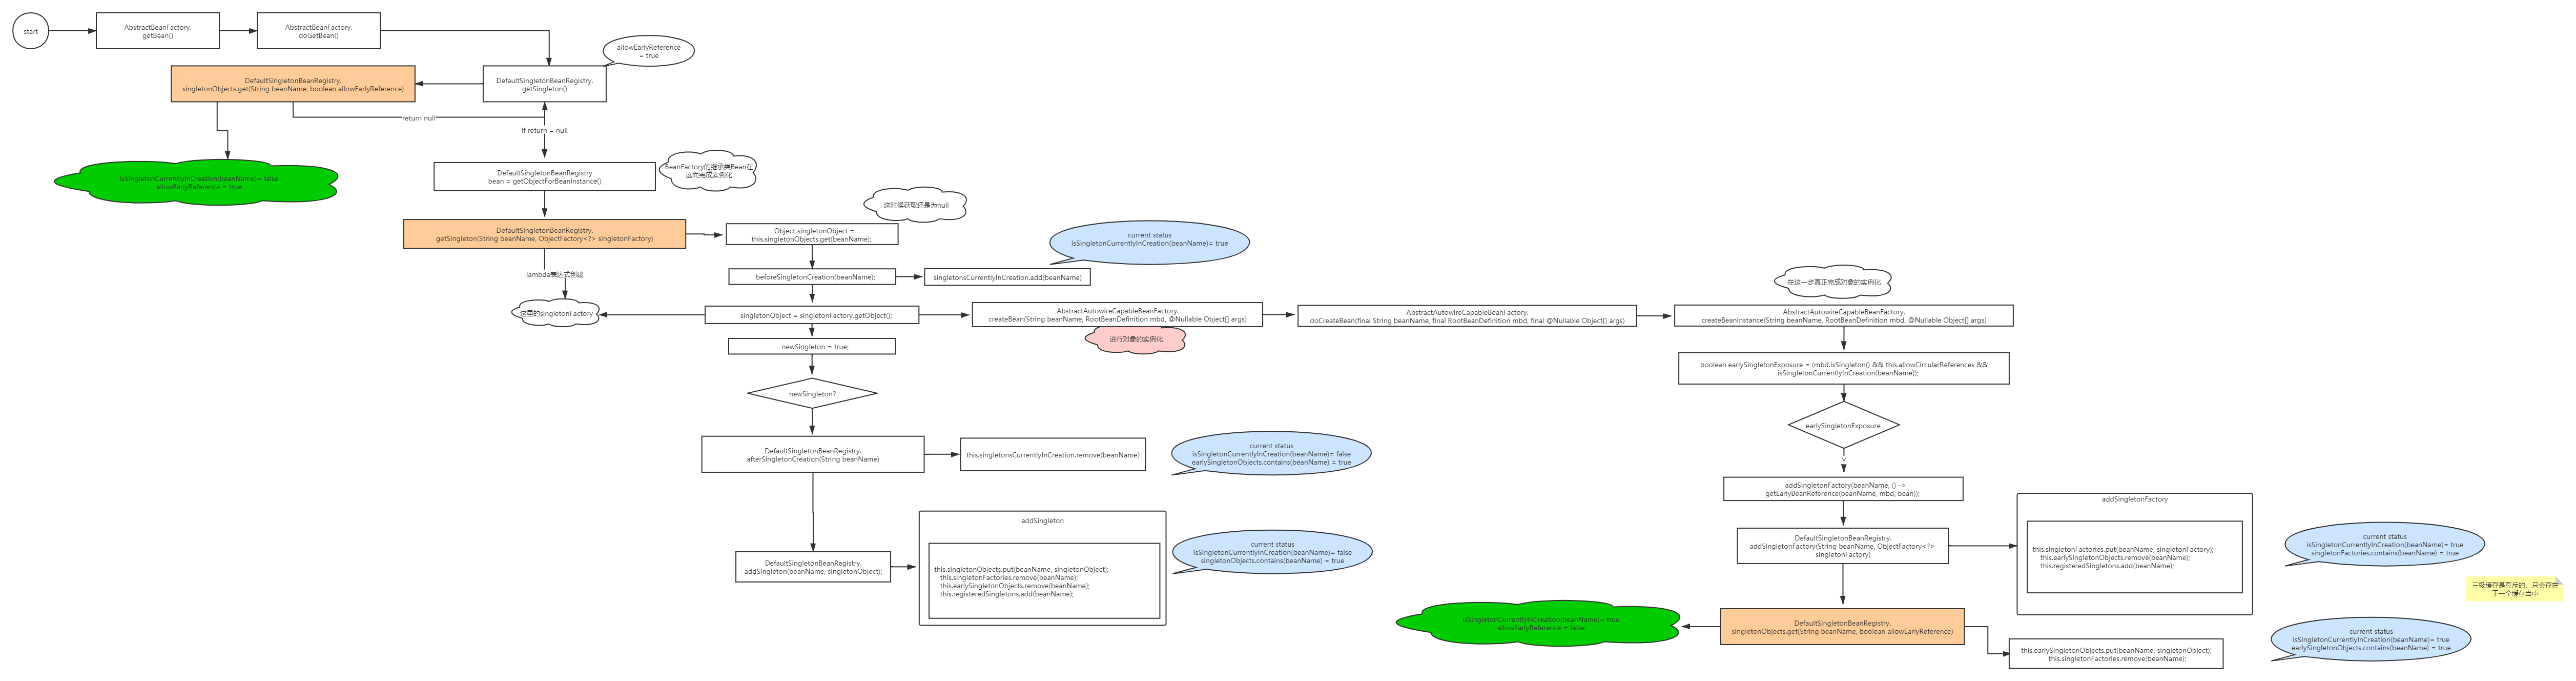 start
AbstractBeanFactory.
getBean()
AbstractBeanFactory.
doGetBean()
allowEarlyReference
= true
DefaultSingletonBeanRegistry.
singletonObjects.get(String beanName, boolean allowEarlyReference)
DefaultSingletonBeanRegistry.
getSingleton()
return null
if return = null
isSingletonCurrentlyInCreation(beanName)= false
allowEarlyReference = true
DefaultSingletonBeanRegistry
bean = getObjectForBeanInstance()
BeanFactory的继承类Bean在
这而完成实例化
DefaultSingletonBeanRegistry.
getSingleton(String beanName, ObjectFactory<?> singletonFactory)
Object singletonObject =
this.singletonObjects.get(beanName);
这时候获取还是为null
current status
isSingletonCurrentlyInCreation(beanName)= true
lambda表达式创建
beforeSingletonCreation(beanName);
singletonsCurrentlyInCreation.add(beanName)
这里的singletonFactory
singletonObject = singletonFactory.getObject();
AbstractAutowireCapableBeanFactory.
createBean(String beanName, RootBeanDefinition mbd, @Nullable Object[] args)
进行对象的实例化
AbstractAutowireCapableBeanFactory.
doCreateBean(final String beanName, final RootBeanDefinition mbd, final @Nullable Object[] args)
在这一步真正完成对象的实例化
AbstractAutowireCapableBeanFactory.
createBeanInstance(String beanName, RootBeanDefinition mbd, @Nullable Object[] args)
newSingleton = true;
boolean earlySingletonExposure = (mbd.isSingleton() && this.allowCircularReferences &&
isSingletonCurrentlyInCreation(beanName));
newSingleton?
earlySingletonExposure
Y
DefaultSingletonBeanRegistry.
afterSingletonCreation(String beanName)
this.singletonsCurrentlyInCreation.remove(beanName)
current status
isSingletonCurrentlyInCreation(beanName)= false
earlySingletonObjects.contains(beanName) = true
addSingletonFactory(beanName, () ->
getEarlyBeanReference(beanName, mbd, bean));
DefaultSingletonBeanRegistry.
addSingletonFactory(String beanName, ObjectFactory<?>
singletonFactory)
addSingletonFactory
this.singletonFactories.put(beanName, singletonFactory);
this.earlySingletonObjects.remove(beanName);
this.registeredSingletons.add(beanName);
current status
isSingletonCurrentlyInCreation(beanName)= true
singletonFactories.contains(beanName) = true
DefaultSingletonBeanRegistry.
addSingleton(beanName, singletonObject);
addSingleton
this.singletonObjects.put(beanName, singletonObject);
this.singletonFactories.remove(beanName);
this.earlySingletonObjects.remove(beanName);
this.registeredSingletons.add(beanName);
current status
isSingletonCurrentlyInCreation(beanName)= false
singletonObjects.contains(beanName) = true
三级缓存是互斥的，只会存在
于一个缓存当中
isSingletonCurrentlyInCreation(beanName)= true
allowEarlyReference = false
DefaultSingletonBeanRegistry.
singletonObjects.get(String beanName, boolean allowEarlyReference)
this.earlySingletonObjects.put(beanName, singletonObject);
this.singletonFactories.remove(beanName);
current status
isSingletonCurrentlyInCreation(beanName)= true
earlySingletonObjects.contains(beanName) = true